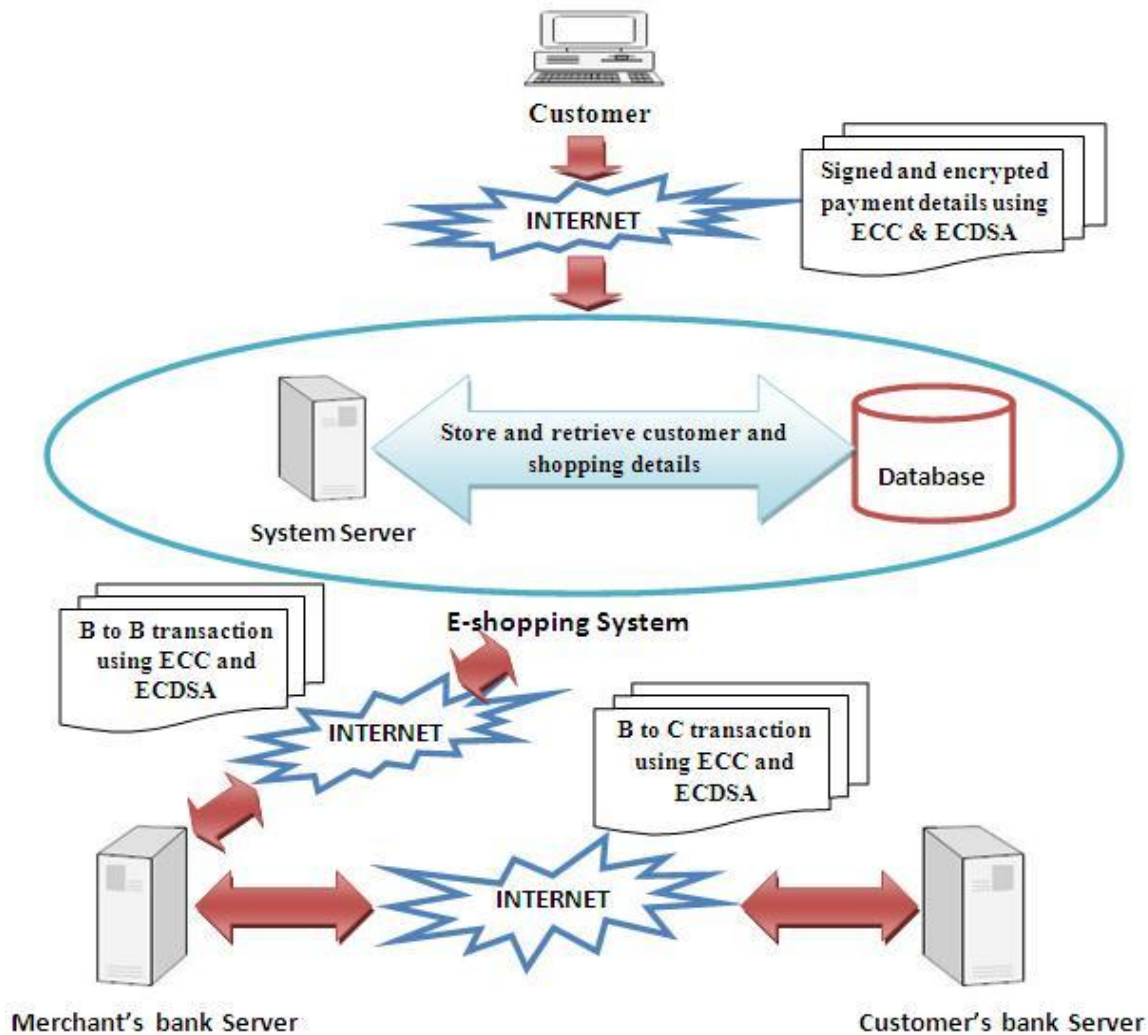 Customer
INTERNET
Signed and encrypted
payment details using
ECC & ECDSA
Store and retrieve customer and
shopping details
Database
System Server
E-shopping System
B to B transaction
using ECC and
ECDSA
INTERNET
B to C transaction
using ECC and
ECDSA
INTERNET
Merchant's bank Server
Customer's bank Server